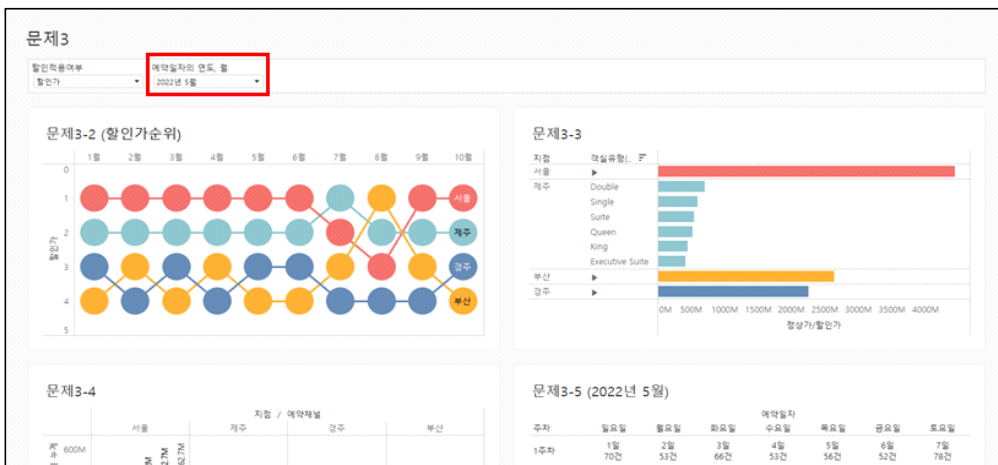 문제3
할인적용여부
할인가
예약일자의 연도, 월
2022년 5월
문제3-2 (할인가순위)
1월 2월 3월 4월 5월 6월 7월 8월 9월 10월
0
1
2
3
4
5
할인가
서울
제주
경주
부산
문제3-3
지점 객실유형(.
서울
제주 Double
Single
Suite
Queen
King
Executive Suite
부산
경주
0M 500M 1000M 1500M 2000M 2500M 3000M 3500M 4000M
정상가/할인가
문제3-4
지점 / 예약채널
서울 제주 경주 부산
600M
2.7M
62.7M
문제3-5 (2022년 5월)
예약일자
주차 일요일 월요일 화요일 수요일 목요일 금요일 토요일
1주차 1일 2일 3일 4일 5일 6일 7일
70건 53건 66건 53건 56건 52건 78건